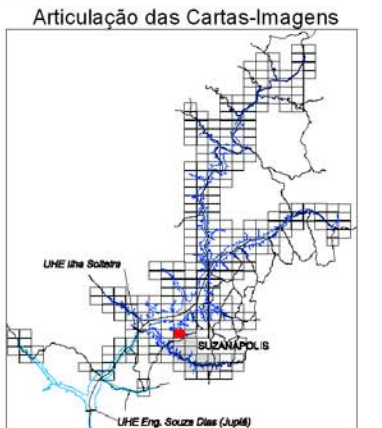 Articulação das Cartas-Imagens
UHE Ilha Solteira
SUZANÁPOLIS
UHE Eng. Souza Dias (Jupiá)